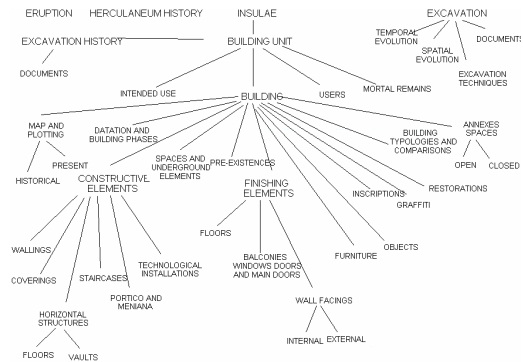 ERUPTION
HERCULANEUM HISTORY
INSULAE
EXCAVATION
EXCAVATION HISTORY
BUILDING UNIT
TEMPORAL
EVOLUTION
SPATIAL
EVOLUTION
DOCUMENTS
EXCAVATION
TECHNIQUES
DOCUMENTS
INTENDED USE
BUILDING
USERS
MORTAL REMAINS
MAP AND
PLOTTING
DATATION AND
BUILDING PHASES
SPACES AND
UNDERGROUND
ELEMENTS
PRE-EXISTENCES
BUILDING
TYPOLOGIES AND
COMPARISONS
ANNEXES
SPACES
OPEN
CLOSED
PRESENT
HISTORICAL
CONSTRUCTIVE
ELEMENTS
FINISHING
ELEMENTS
INSCRIPTIONS
GRAFFITI
RESTORATIONS
FLOORS
WALLINGS
COVERINGS
STAIRCASES
TECHNOLOGICAL
INSTALLATIONS
BALCONIES
WINDOWS DOORS
AND MAIN DOORS
FURNITURE
OBJECTS
PORTICO AND
MENIANA
HORIZONTAL
STRUCTURES
WALL FACINGS
INTERNAL
EXTERNAL
FLOORS
VAULTS